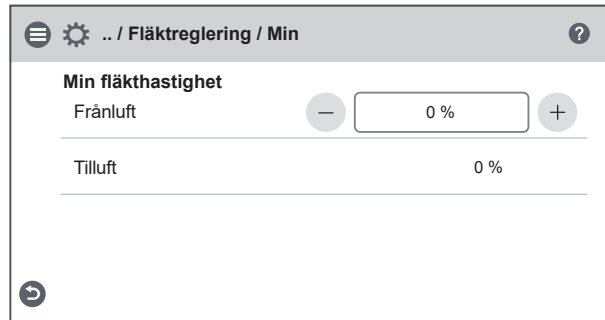 .. / Fläktreglering / Min ?
Min fläkthastighet
Frånluft − 0 % +
Tilluft 0 %